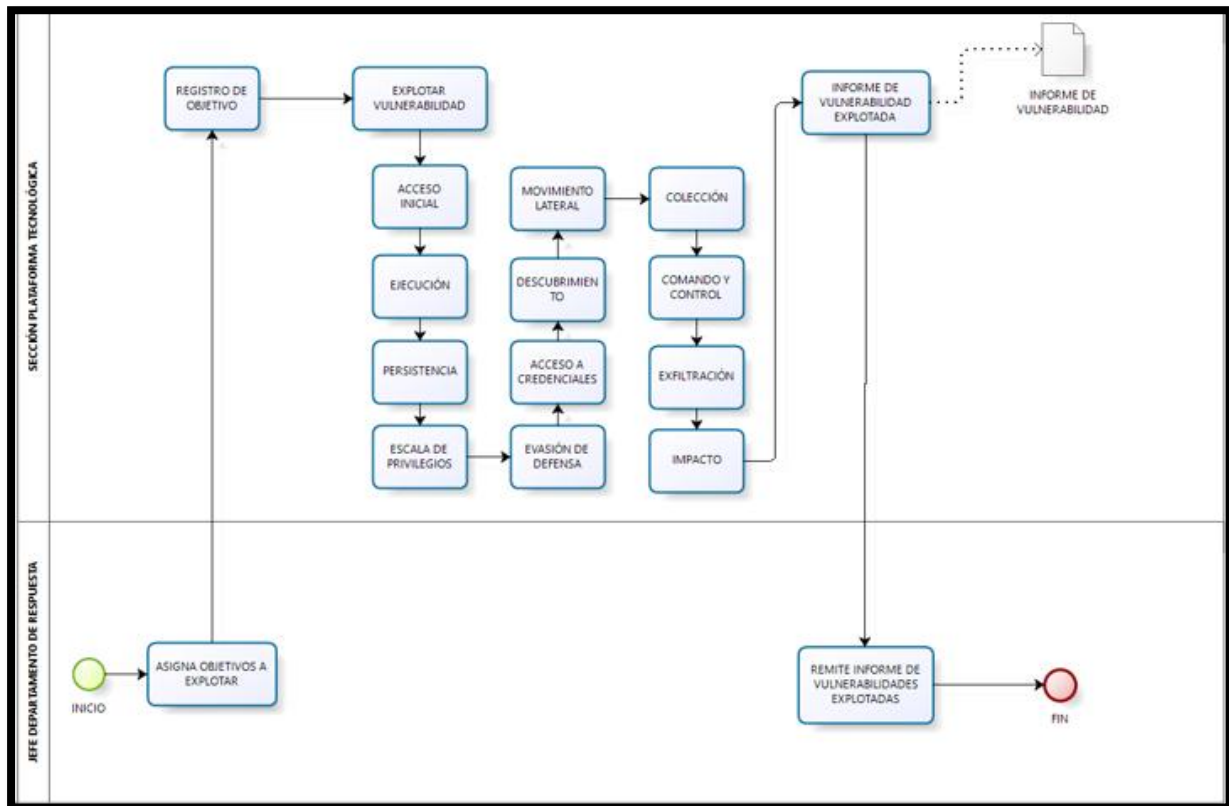 SECCIÓN PLATAFORMA TECNOLÓGICA
REGISTRO DE
OBJETIVO
EXPLOTAR
VULNERABILIDAD
ACCESO
INICIAL
EJECUCIÓN
PERSISTENCIA
ESCALA DE
PRIVILEGIOS
EVASIÓN DE
DEFENSA
ACCESO A
CREDENCIALES
DESCUBRIMIEN
TO
MOVIMIENTO
LATERAL
COLECCIÓN
COMANDO Y
CONTROL
EXFILTRACIÓN
IMPACTO
INFORME DE
VULNERABILIDAD
EXPLOTADA
INFORME DE
VULNERABILIDAD
JEFE DEPARTAMENTO DE RESPUESTA
INICIO
ASIGNA OBJETIVOS A
EXPLOTAR
REMITE INFORME DE
VULNERABILIDADES
EXPLOTADAS
FIN